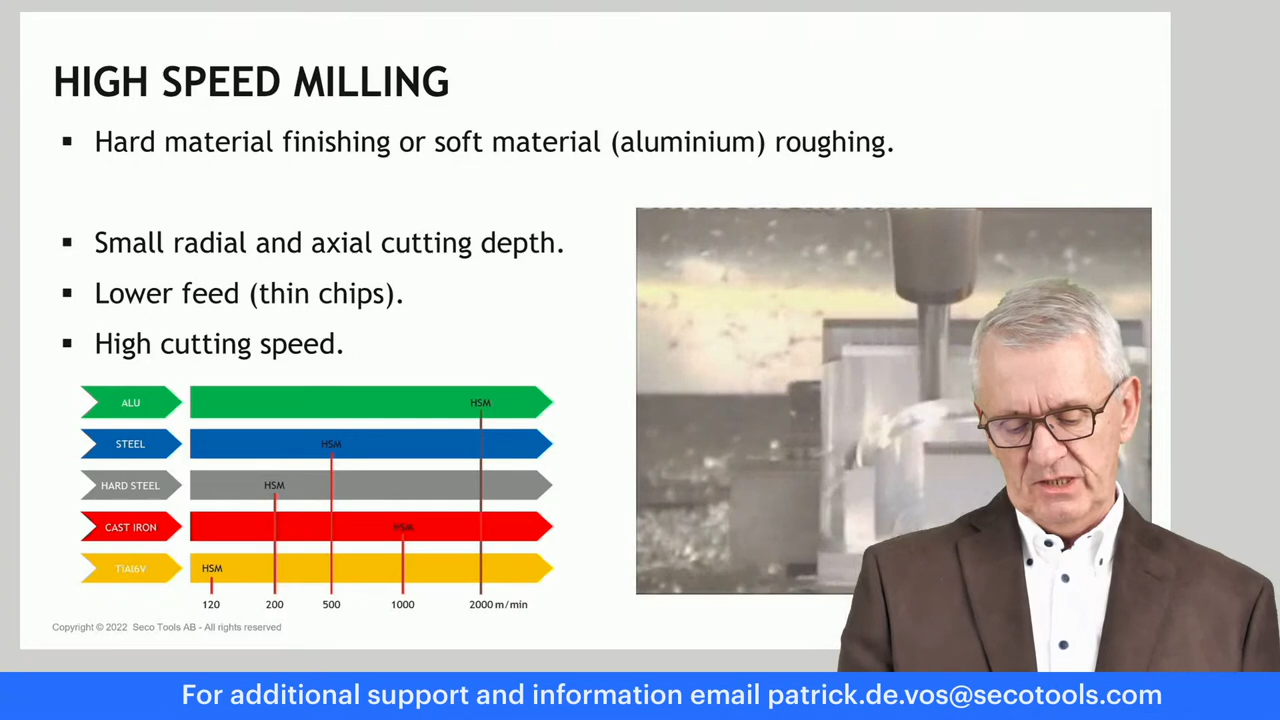 HIGH SPEED MILLING
▪ Hard material finishing or soft material (aluminium) roughing.
▪ Small radial and axial cutting depth.
▪ Lower feed (thin chips).
▪ High cutting speed.
ALU HSM
STEEL HSM
HARD STEEL HSM
CAST IRON HSM
TIAl6V HSM
120 200 500 1000 2000 m/min
Copyright © 2022 Seco Tools AB - All rights reserved
For additional support and information email patrick.de.vos@secotools.com